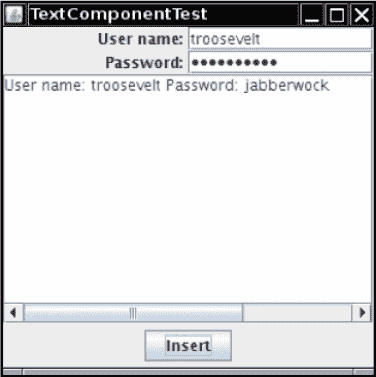 TextComponentTest
User name: troosevelt
Password: ••••••••••
User name: troosevelt Password: jabberwock
Insert